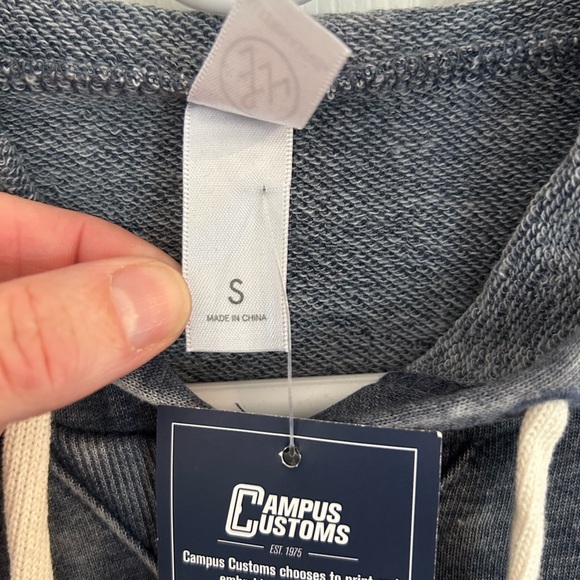 S
MADE IN CHINA
CAMPUS
CUSTOMS
EST. 1975
Campus Customs chooses to print